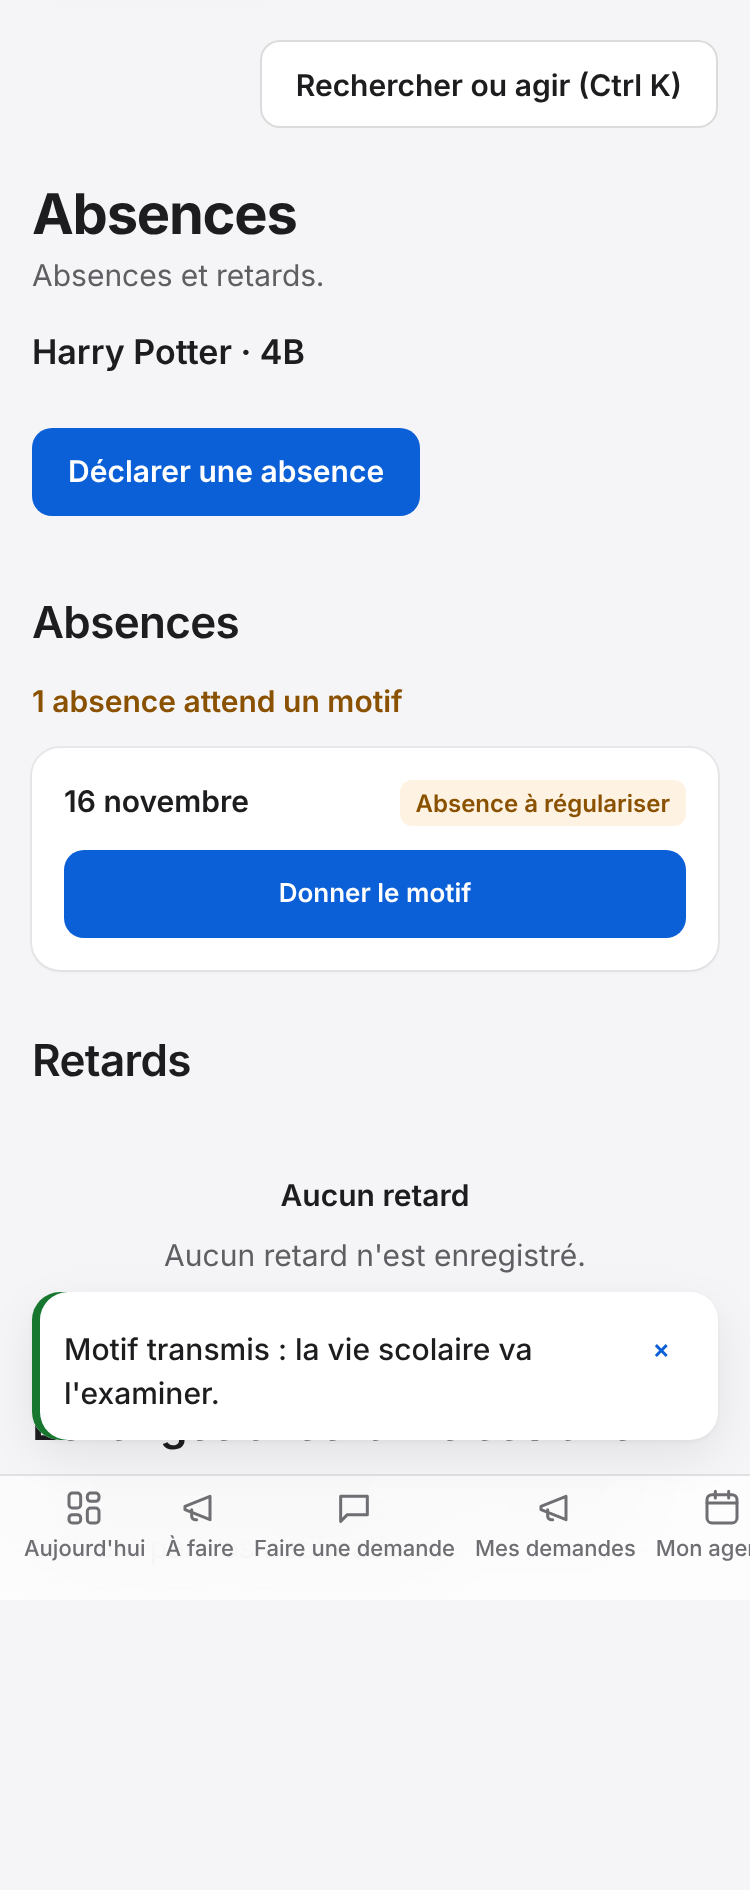 Rechercher ou agir (Ctrl K)
Absences
Absences et retards.
Harry Potter · 4B
Déclarer une absence
Absences
1 absence attend un motif
16 novembre
Absence à régulariser
Donner le motif
Retards
Aucun retard
Aucun retard n'est enregistré.
Motif transmis : la vie scolaire va
l'examiner.
×
Aujourd'hui
À faire
Faire une demande
Mes demandes
Mon